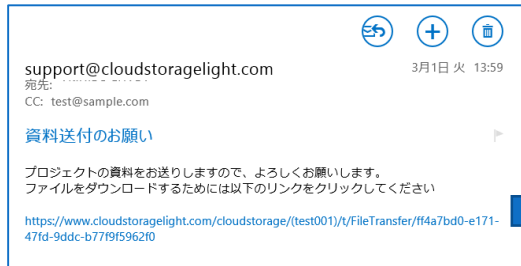 support@cloudstoragelight.com
3月1日 火 13:59
宛先:
CC: test@sample.com
資料送付のお願い
プロジェクトの資料をお送りしますので、よろしくお願いします。
ファイルをダウンロードするためには以下のリンクをクリックしてください
https://www.cloudstoragelight.com/cloudstorage/(test001)/t/FileTransfer/ff4a7bd0-e171-
47fd-9ddc-b77f9f5962f0